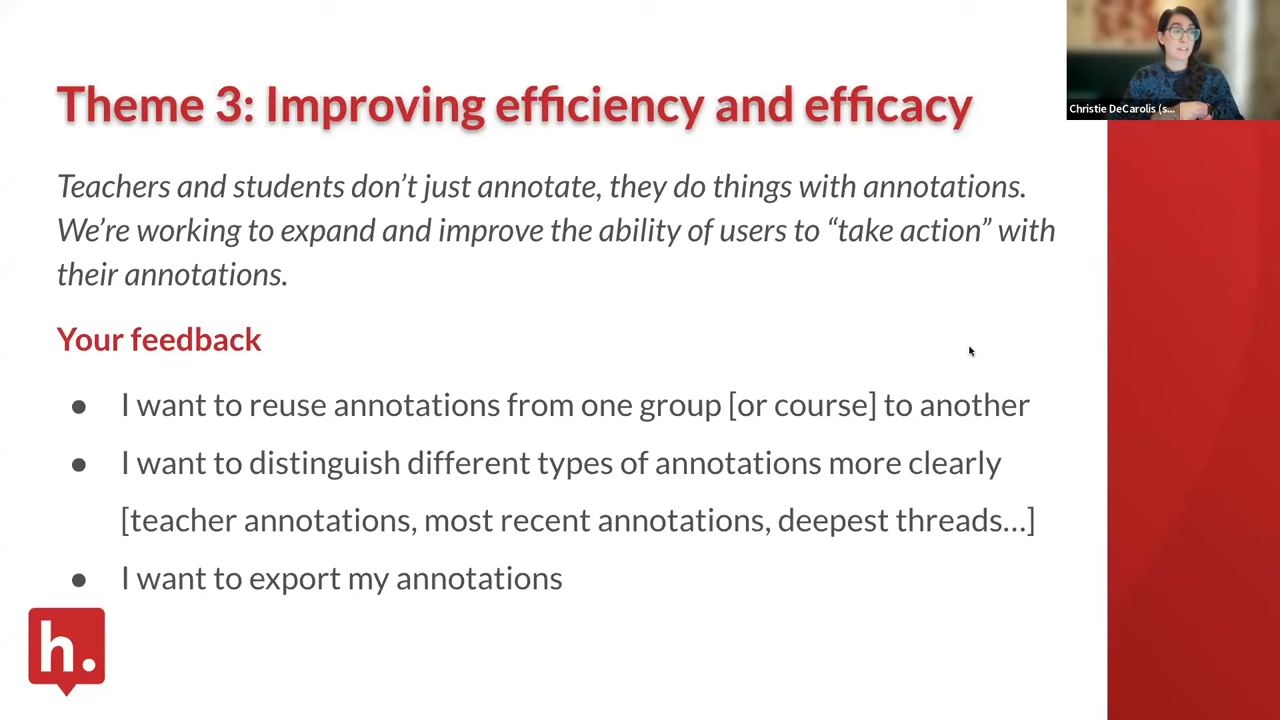 Theme 3: Improving efficiency and efficacy
Christie DeCarolis (s...
Teachers and students don’t just annotate, they do things with annotations.
We’re working to expand and improve the ability of users to “take action” with
their annotations.
Your feedback
● I want to reuse annotations from one group [or course] to another
● I want to distinguish different types of annotations more clearly
[teacher annotations, most recent annotations, deepest threads…]
● I want to export my annotations
h.